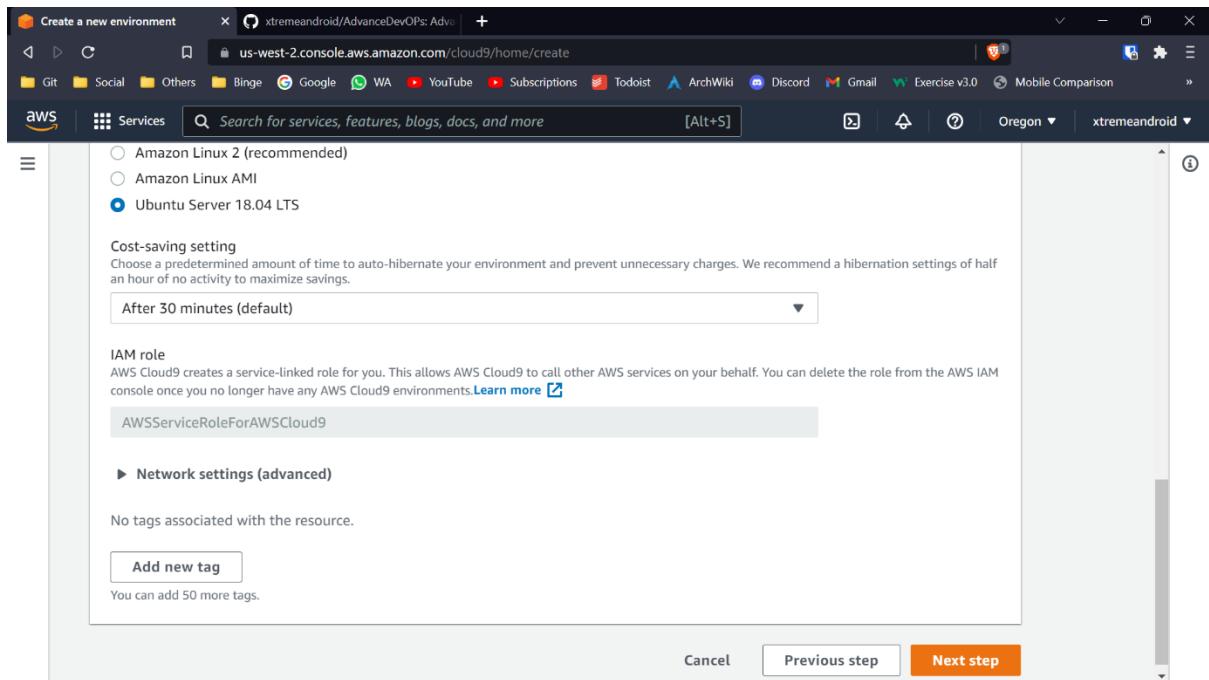 Create a new environment
xtremeandroid/AdvanceDevOPs: Adva
us-west-2.console.aws.amazon.com/cloud9/home/create
1
Git Social Others Binge Google WA YouTube Subscriptions Todoist ArchWiki Discord Gmail Exercise v3.0 Mobile Comparison »
aws Services Search for services, features, blogs, docs, and more [Alt+S] Oregon ▼ xtremeandroid ▼
Amazon Linux 2 (recommended)
Amazon Linux AMI
Ubuntu Server 18.04 LTS
Cost-saving setting
Choose a predetermined amount of time to auto-hibernate your environment and prevent unnecessary charges. We recommend a hibernation settings of half
an hour of no activity to maximize savings.
After 30 minutes (default)
IAM role
AWS Cloud9 creates a service-linked role for you. This allows AWS Cloud9 to call other AWS services on your behalf. You can delete the role from the AWS IAM
console once you no longer have any AWS Cloud9 environments.Learn more
AWSServiceRoleForAWSCloud9
Network settings (advanced)
No tags associated with the resource.
Add new tag
You can add 50 more tags.
Cancel Previous step Next step